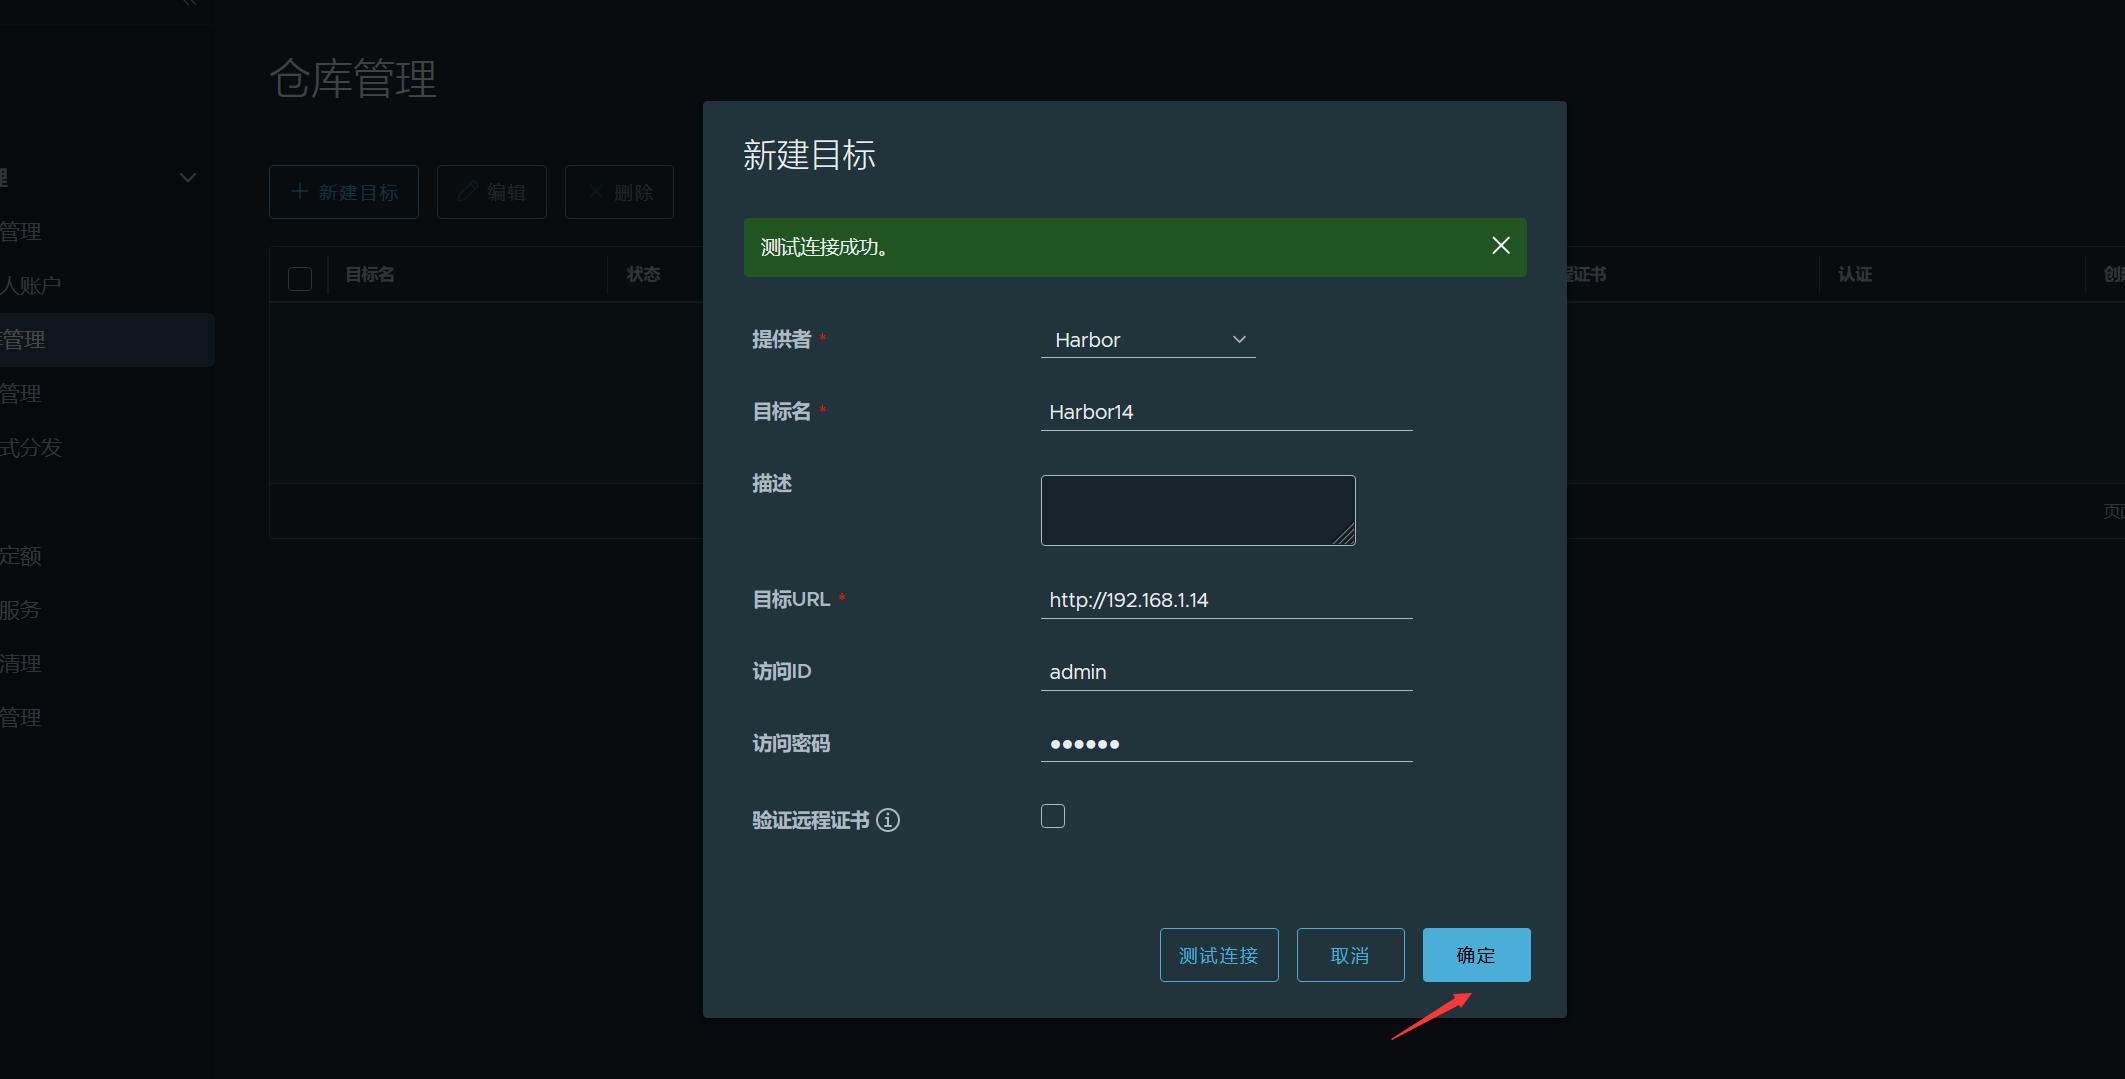 仓库管理
新建目标
编辑
删除
目标名
状态
证书
认证
管理
人账户
管理
管理
式分发
定额
服务
清理
管理
新建目标
测试连接成功。
提供者 *
Harbor
目标名 *
Harbor14
描述
目标URL *
http://192.168.1.14
访问ID
admin
访问密码
••••••
验证远程证书
测试连接
取消
确定